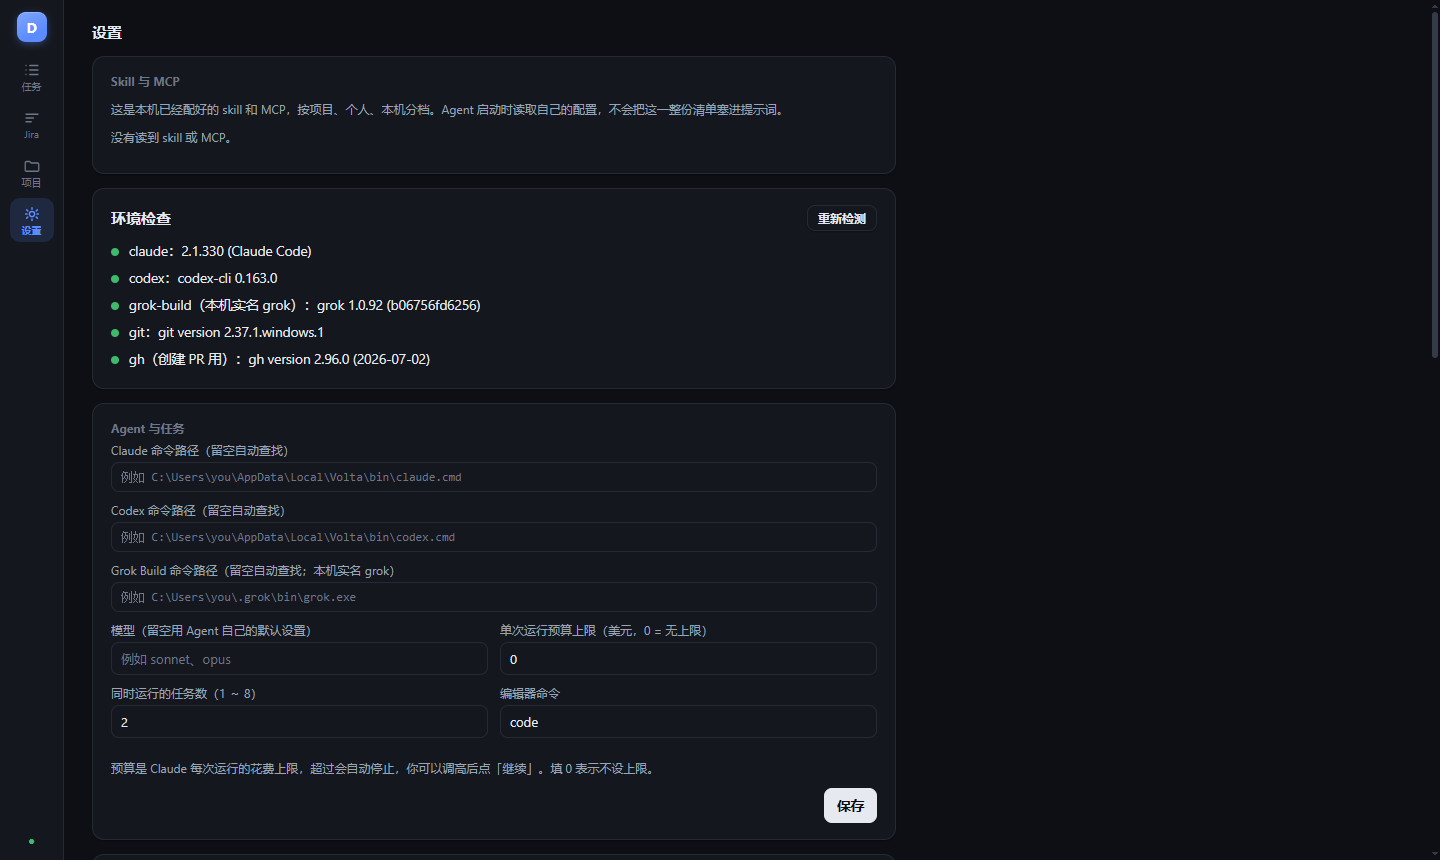 D
任务
Jira
项目
设置
设置
Skill 与 MCP
这是本机已经配好的 skill 和 MCP，按项目、个人、本机分档。Agent 启动时读取自己的配置，不会把这一整份清单塞进提示词。
没有读到 skill 或 MCP。
环境检查
重新检测
claude：2.1.330 (Claude Code)
codex：codex-cli 0.163.0
grok-build（本机实名 grok）：grok 1.0.92 (b06756fd6256)
git：git version 2.37.1.windows.1
gh（创建 PR 用）：gh version 2.96.0 (2026-07-02)
Agent 与任务
Claude 命令路径（留空自动查找）
例如 C:\Users\you\AppData\Local\Volta\bin\claude.cmd
Codex 命令路径（留空自动查找）
例如 C:\Users\you\AppData\Local\Volta\bin\codex.cmd
Grok Build 命令路径（留空自动查找；本机实名 grok）
例如 C:\Users\you\.grok\bin\grok.exe
模型（留空用 Agent 自己的默认设置）
例如 sonnet、opus
单次运行预算上限（美元，0 = 无上限）
0
同时运行的任务数（1 ~ 8）
2
编辑器命令
code
预算是 Claude 每次运行的花费上限，超过会自动停止，你可以调高后点「继续」。填 0 表示不设上限。
保存